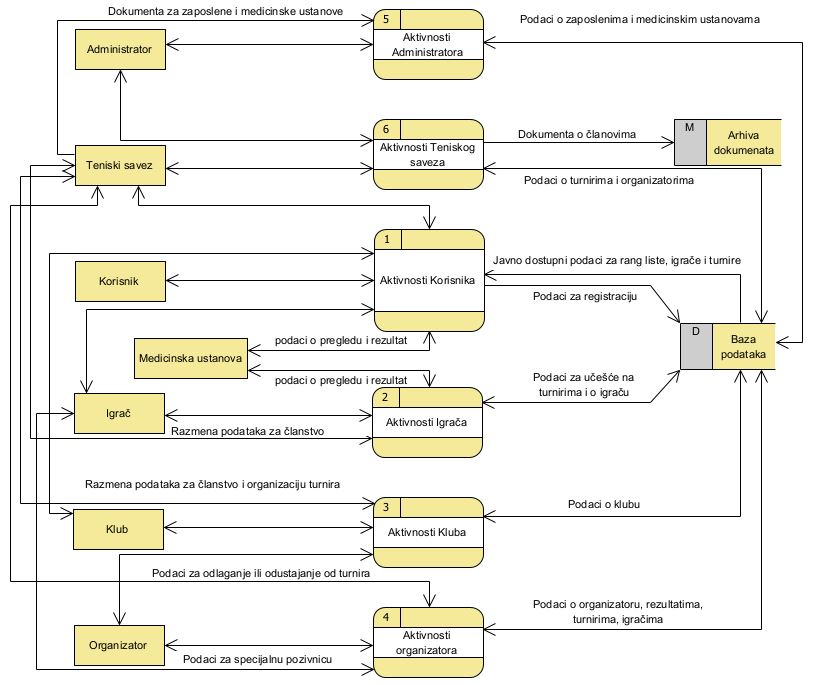 Dokumenta za zaposlene i medicinske ustanove
5
Podaci o zaposlenima i medicinskim ustanovama
Administrator
Aktivnosti
Administratora
6
M
Dokumenta o članovima
Arhiva
dokumenata
Teniski savez
Aktivnosti Teniskog
saveza
Podaci o turnirima i organizatorima
1
Javno dostupni podaci za rang liste, igrače i turnire
Korisnik
Aktivnosti Korisnika
Podaci za registraciju
D
Baza
podataka
podaci o pregledu i rezultat
Medicinska ustanova
podaci o pregledu i rezultat
Podaci za učešće na
turnirima i o igraču
2
Igrač
Aktivnosti Igrača
Razmena podataka za članstvo
Razmena podataka za članstvo i organizaciju turnira
3
Podaci o klubu
Klub
Aktivnosti Kluba
Podaci za odlaganje ili odustajanje od turnira
4
Podaci o organizatoru, rezultatima,
turnirima, igračima
Organizator
Aktivnosti
organizatora
Podaci za specijalnu pozivnicu